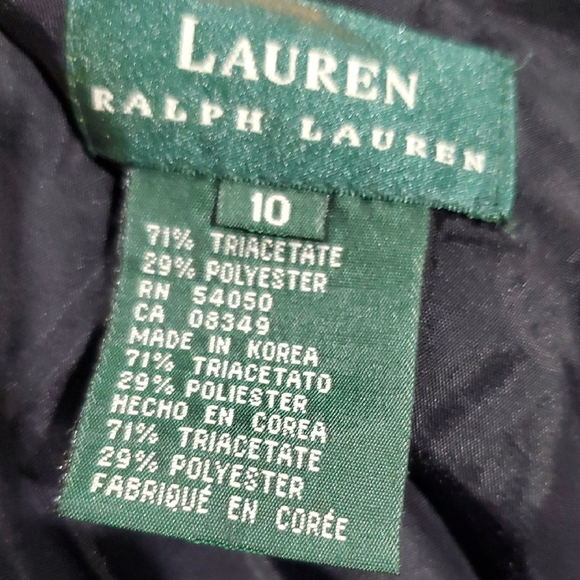 LAUREN
RALPH LAUREN
10
71% TRIACETATE
29% POLYESTER
RN 54050
CA 08349
MADE IN KOREA
71% TRIACETATO
29% POLIESTER
HECHO EN COREA
71% TRIACETATE
29% POLYESTER
FABRIQUÉ EN CORÉE